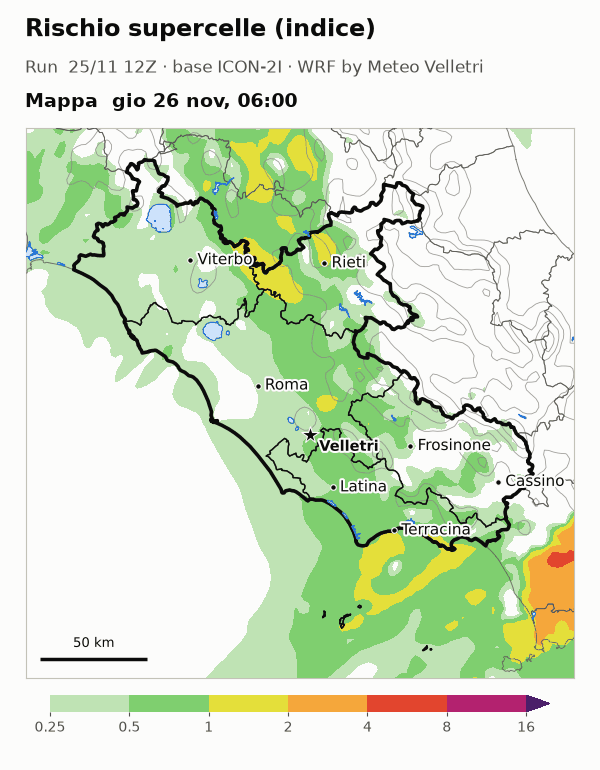 Rischio supercelle (indice)
Run  25/11 12Z · base ICON-2I · WRF by Meteo Velletri
Mappa  gio 26 nov, 06:00
Viterbo
Rieti
Roma
Velletri
Frosinone
Cassino
Latina
Terracina
50 km
0.25 0.5 1 2 4 8 16